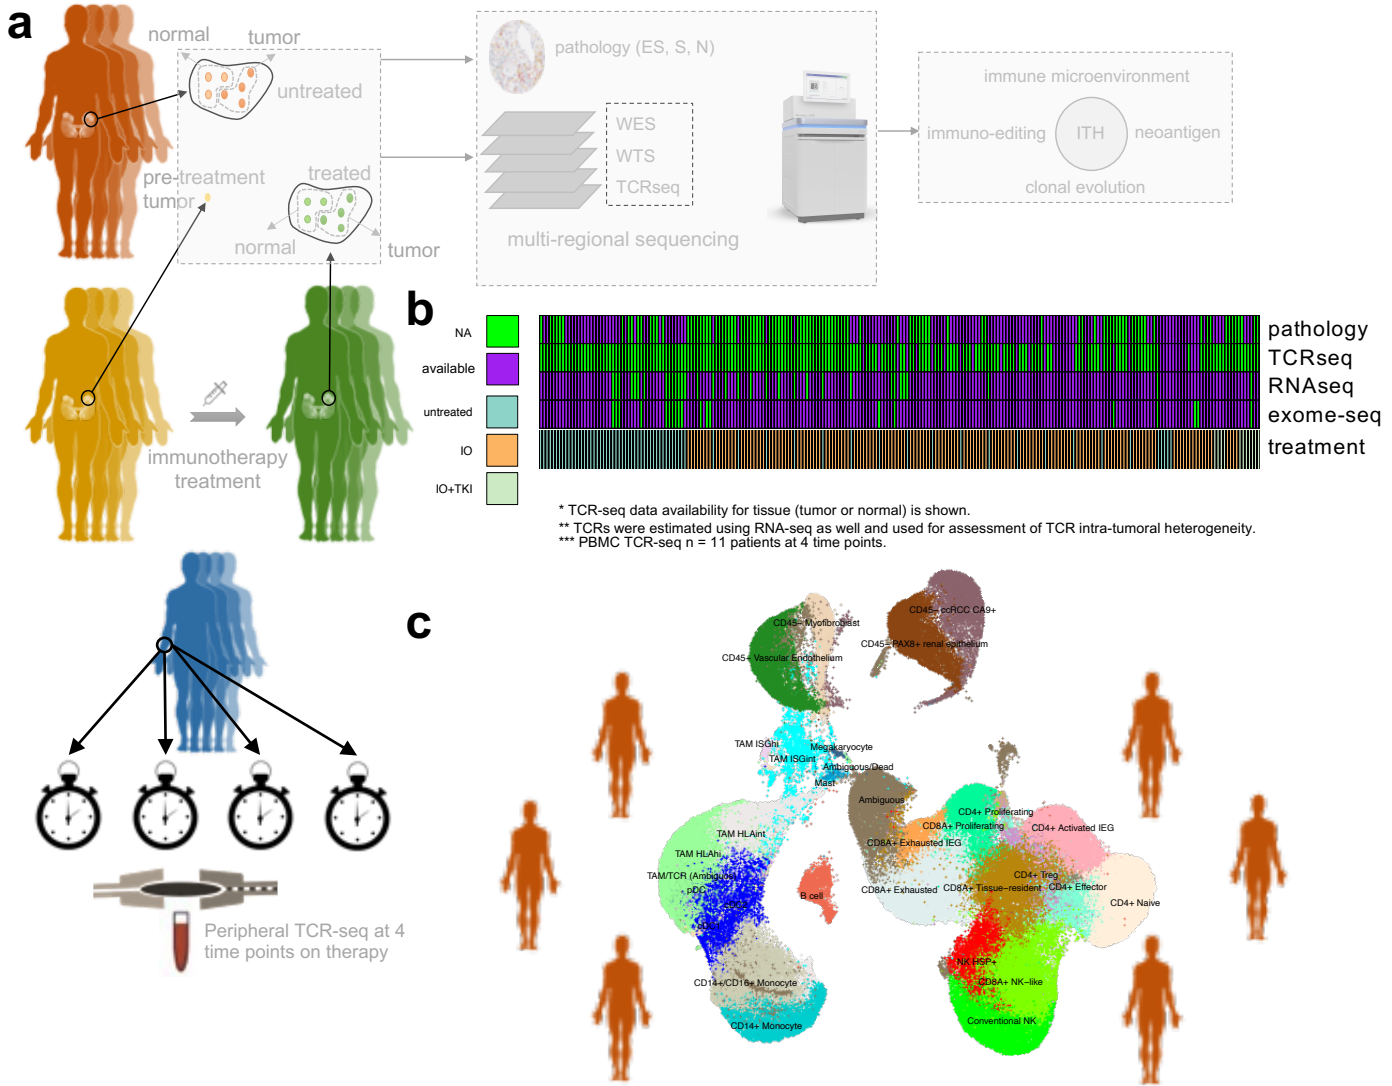 a
normal
tumor
untreated
pre-treatment
tumor
treated
normal
tumor
pathology (ES, S, N)
WES
WTS
TCRseq
multi-regional sequencing
immune microenvironment
immuno-editing
ITH
neoantigen
clonal evolution
immunotherapy
treatment
Peripheral TCR-seq at 4
time points on therapy
b
NA
available
untreated
IO
IO+TKI
pathology
TCRseq
RNAseq
exome-seq
treatment
* TCR-seq data availability for tissue (tumor or normal) is shown.
** TCRs were estimated using RNA-seq as well and used for assessment of TCR intra-tumoral heterogeneity.
*** PBMC TCR-seq n = 11 patients at 4 time points.
c
CD45− ccRCC CA9+
CD45− Myofibroblast
CD45− PAX8+ renal epithelium
CD45− Vascular Endothelium
TAM ISGhi
Megakaryocyte
TAM ISGint
Ambiguous/Dead
Mast
Ambiguous
CD4+ Proliferating
CD8A+ Proliferating
CD4+ Activated IEG
TAM HLAint
CD8A+ Exhausted IEG
TAM HLAhi
TAM/TCR (Ambiguous)
CD4+ Treg
pDC
CD8A+ Exhausted
CD8A+ Tissue−resident
CD4+ Effector
B cell
CD4+ Naive
NK HSP+
CD14+/CD16+ Monocyte
CD8A+ NK−like
CD14+ Monocyte
Conventional NK